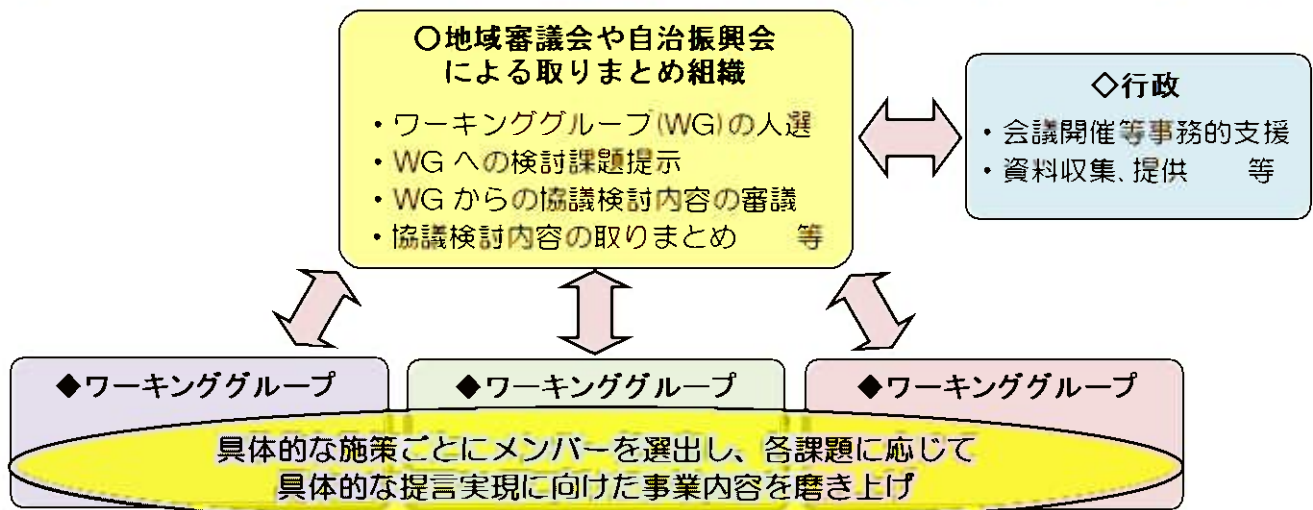 ○地域審議会や自治振興会
による取りまとめ組織
・ワーキンググループ(WG)の人選
・WG への検討課題提示
・WG からの協議検討内容の審議
・協議検討内容の取りまとめ　等
◇行政
・会議開催等事務的支援
・資料収集、提供　等
◆ワーキンググループ
◆ワーキンググループ
◆ワーキンググループ
具体的な施策ごとにメンバーを選出し、各課題に応じて
具体的な提言実現に向けた事業内容を磨き上げ